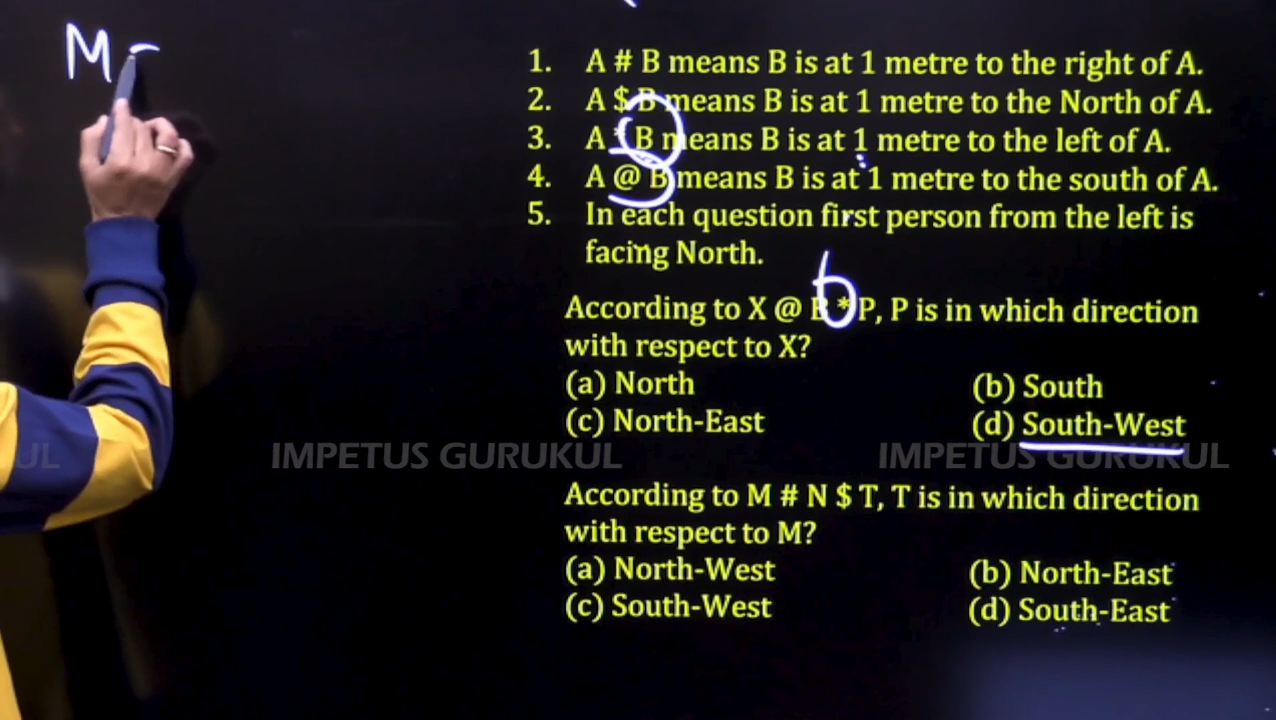 M
1. A # B means B is at 1 metre to the right of A.
2. A $ B means B is at 1 metre to the North of A.
3. A * B means B is at 1 metre to the left of A.
4. A @ B means B is at 1 metre to the south of A.
5. In each question first person from the left is
facing North.
According to X @ B * P, P is in which direction
with respect to X?
(a) North (b) South
(c) North-East (d) South-West
UL IMPETUS GURUKUL IMPETUS GURUKUL
According to M # N $ T, T is in which direction
with respect to M?
(a) North-West (b) North-East
(c) South-West (d) South-East